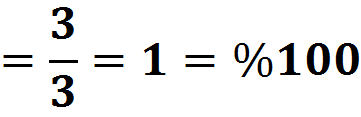 = 3/3 = 1 = %100